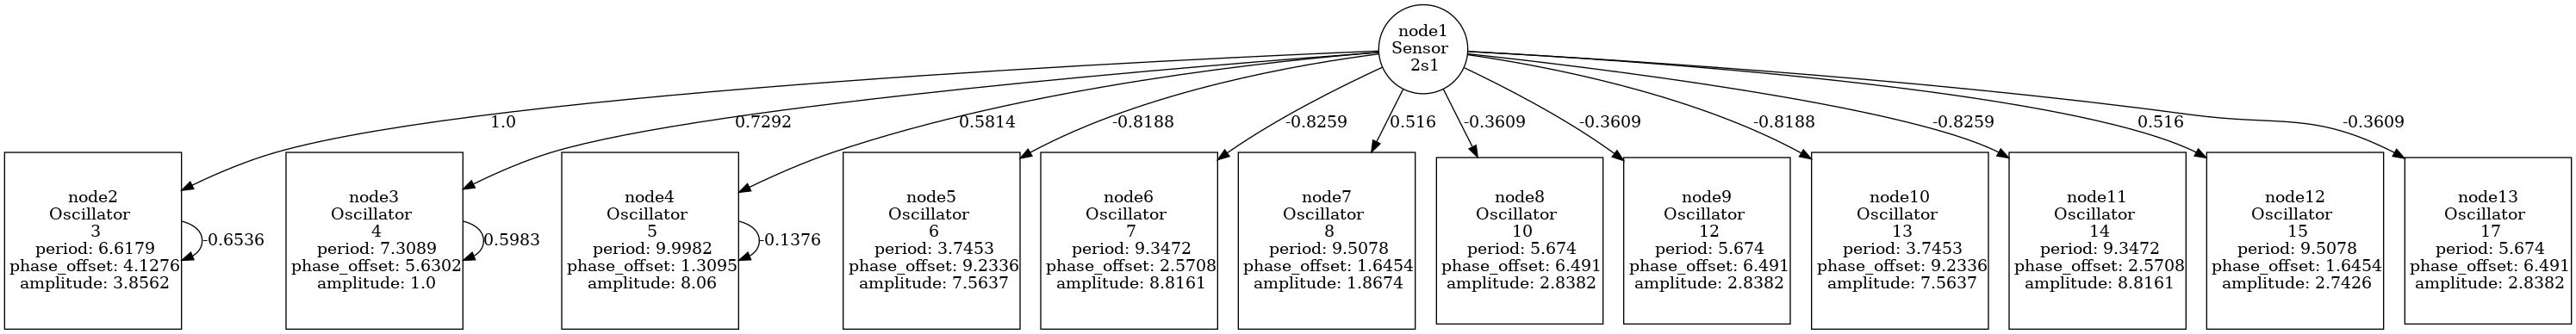 node1
Sensor
2s1
1.0
0.7292
0.5814
-0.8188
-0.8259
0.516
-0.3609
-0.3609
-0.8188
-0.8259
0.516
-0.3609
node2
Oscillator
3
period: 6.6179
phase_offset: 4.1276
amplitude: 3.8562
-0.6536
node3
Oscillator
4
period: 7.3089
phase_offset: 5.6302
amplitude: 1.0
0.5983
node4
Oscillator
5
period: 9.9982
phase_offset: 1.3095
amplitude: 8.06
-0.1376
node5
Oscillator
6
period: 3.7453
phase_offset: 9.2336
amplitude: 7.5637
node6
Oscillator
7
period: 9.3472
phase_offset: 2.5708
amplitude: 8.8161
node7
Oscillator
8
period: 9.5078
phase_offset: 1.6454
amplitude: 1.8674
node8
Oscillator
10
period: 5.674
phase_offset: 6.491
amplitude: 2.8382
node9
Oscillator
12
period: 5.674
phase_offset: 6.491
amplitude: 2.8382
node10
Oscillator
13
period: 3.7453
phase_offset: 9.2336
amplitude: 7.5637
node11
Oscillator
14
period: 9.3472
phase_offset: 2.5708
amplitude: 8.8161
node12
Oscillator
15
period: 9.5078
phase_offset: 1.6454
amplitude: 2.7426
node13
Oscillator
17
period: 5.674
phase_offset: 6.491
amplitude: 2.8382